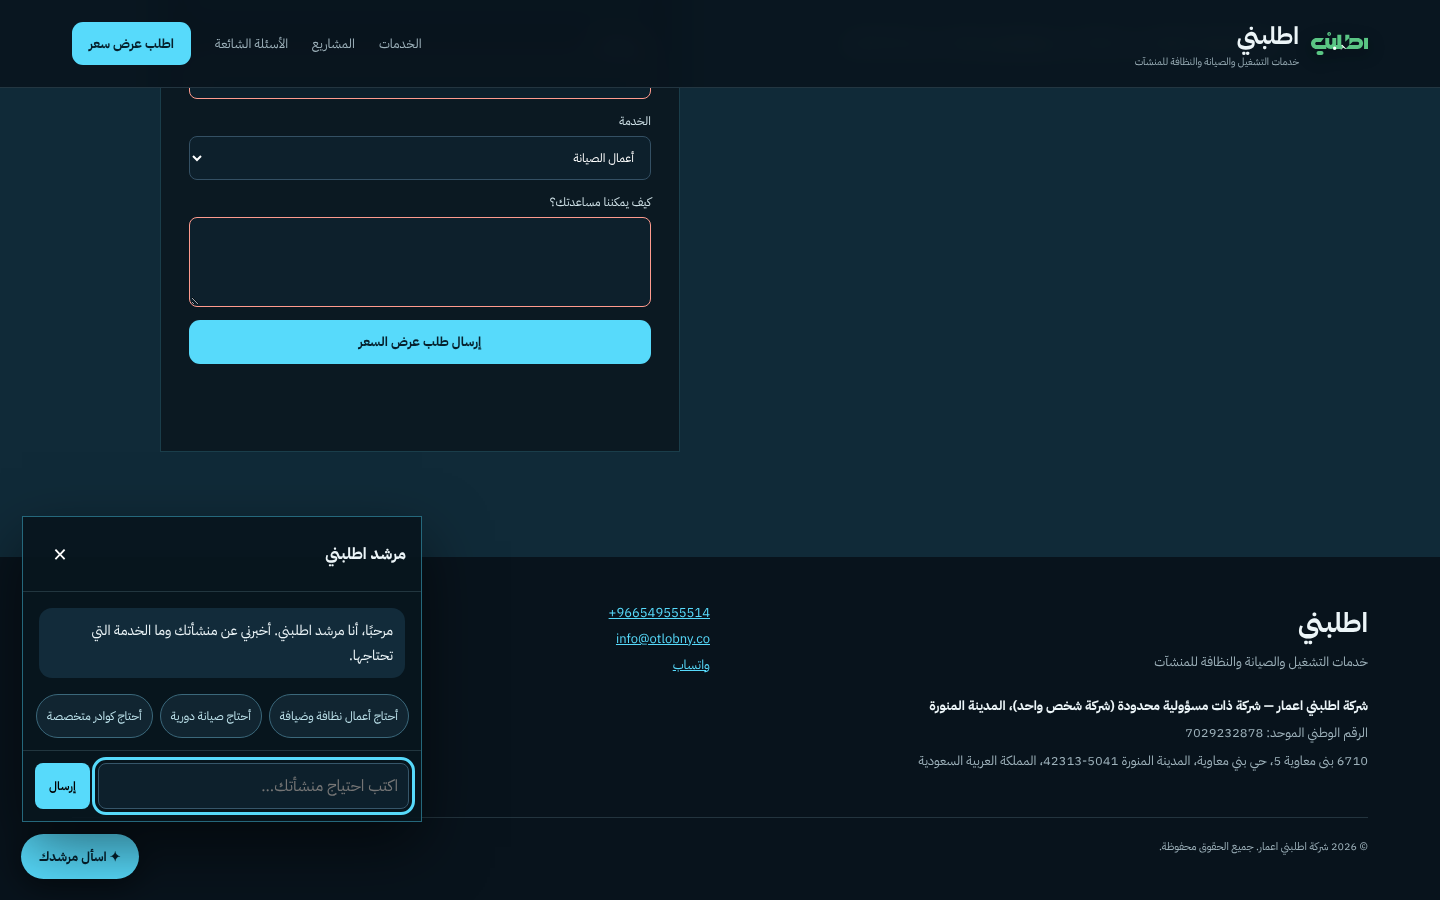 اطلبني
اطلبني
خدمات التشغيل والصيانة والنظافة للمنشآت
الخدمات
المشاريع
الأسئلة الشائعة
اطلب عرض سعر
الخدمة
أعمال الصيانة
كيف يمكننا مساعدتك؟
إرسال طلب عرض السعر
مرشد اطلبني
×
مرحبًا، أنا مرشد اطلبني. أخبرني عن منشأتك وما الخدمة التي
تحتاجها.
أحتاج أعمال نظافة وضيافة
أحتاج صيانة دورية
أحتاج كوادر متخصصة
اكتب احتياج منشأتك...
إرسال
✦ اسأل مرشدك
اطلبني
خدمات التشغيل والصيانة والنظافة للمنشآت
شركة اطلبني اعمار — شركة ذات مسؤولية محدودة (شركة شخص واحد)، المدينة المنورة
الرقم الوطني الموحد: 7029232878
6710 بنى معاوية 5، حي بني معاوية، المدينة المنورة 5041-42313، المملكة العربية السعودية
+966549555514
info@otlobny.co
واتساب
© 2026 شركة اطلبني اعمار. جميع الحقوق محفوظة.